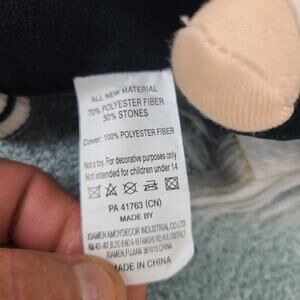 ALL NEW MATERIAL
70% POLYESTER FIBER
30% STONES
Cover: 100% POLYESTER FIBER
Not a toy. For decorative purposes only
Not intended for children under 14
PA 41763 (CN)
MADE BY
XIAMEN AMOYDECOR INDUSTRIAL CO LTD
XIAMEN, FUJIAN 361015 CHINA
MADE IN CHINA